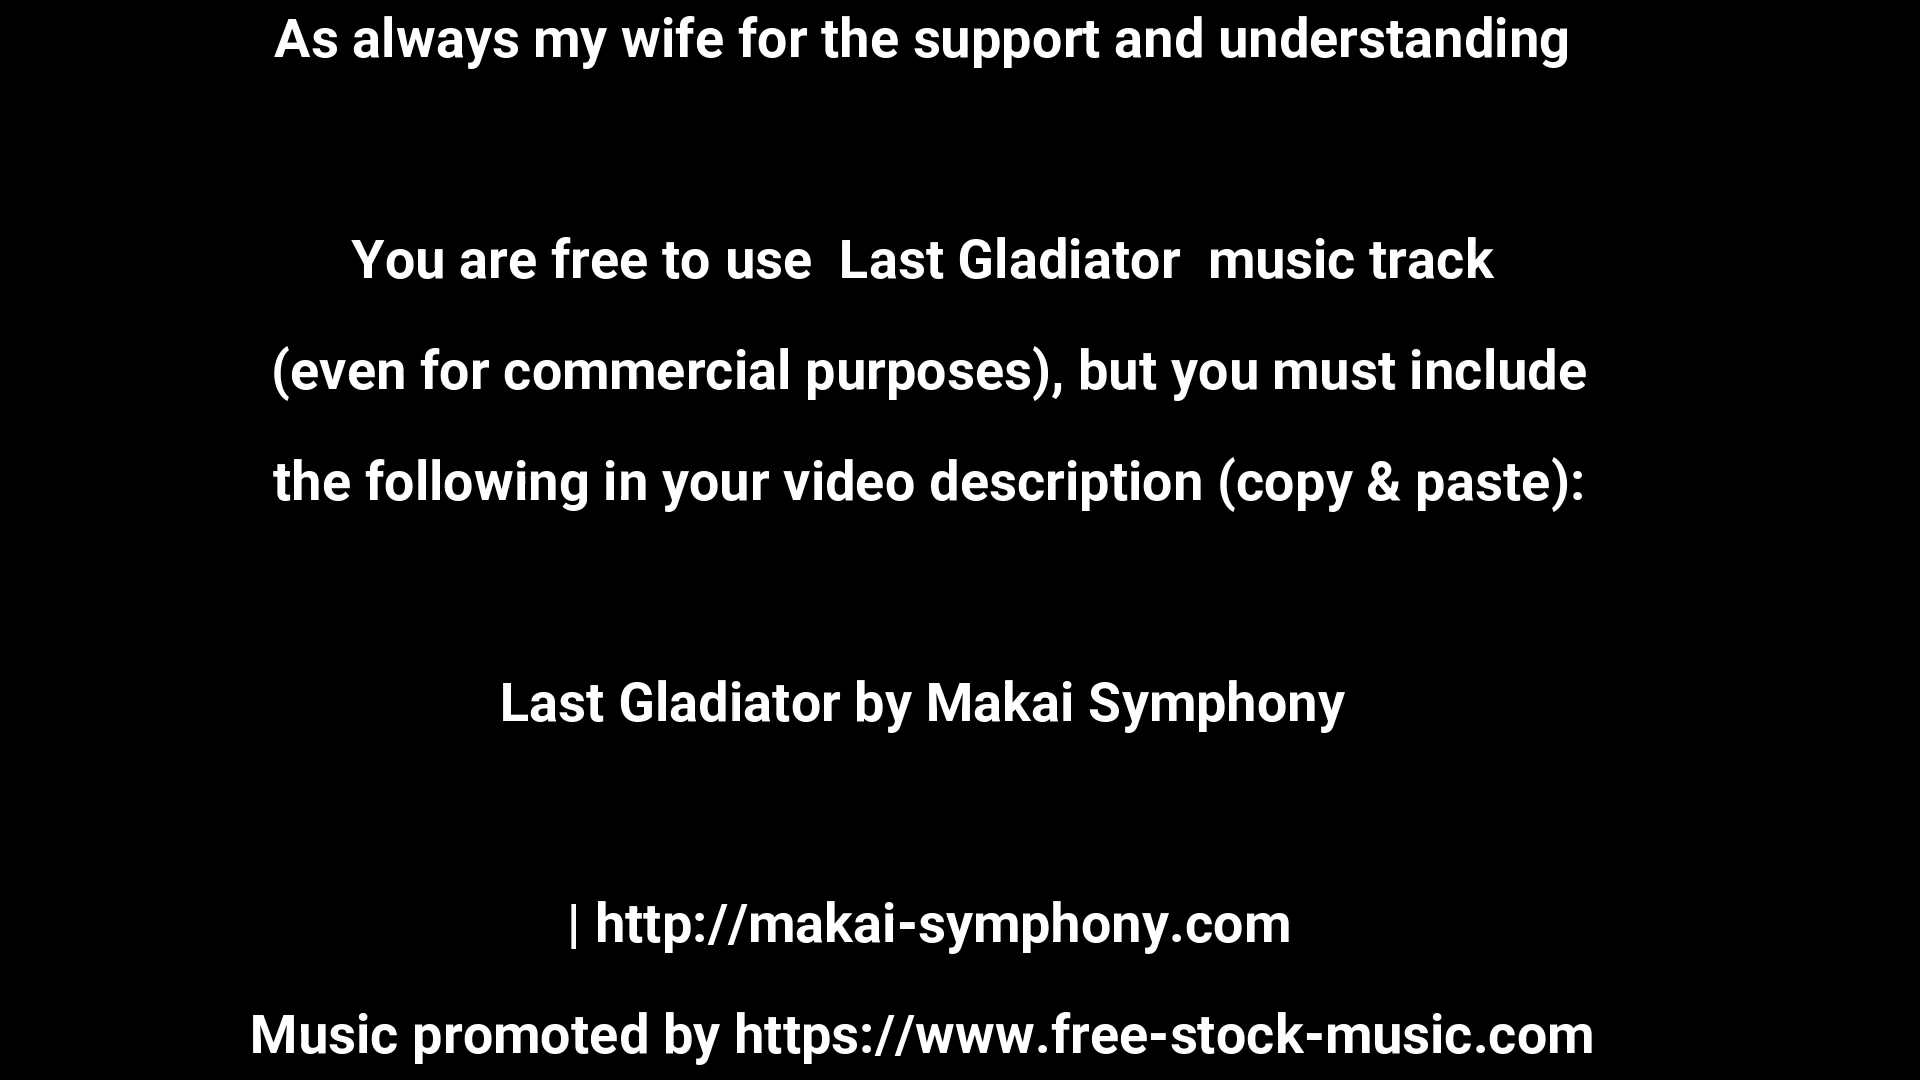 As always my wife for the support and understanding
You are free to use  Last Gladiator  music track
(even for commercial purposes), but you must include
the following in your video description (copy & paste):
Last Gladiator by Makai Symphony
| http://makai-symphony.com
Music promoted by https://www.free-stock-music.com